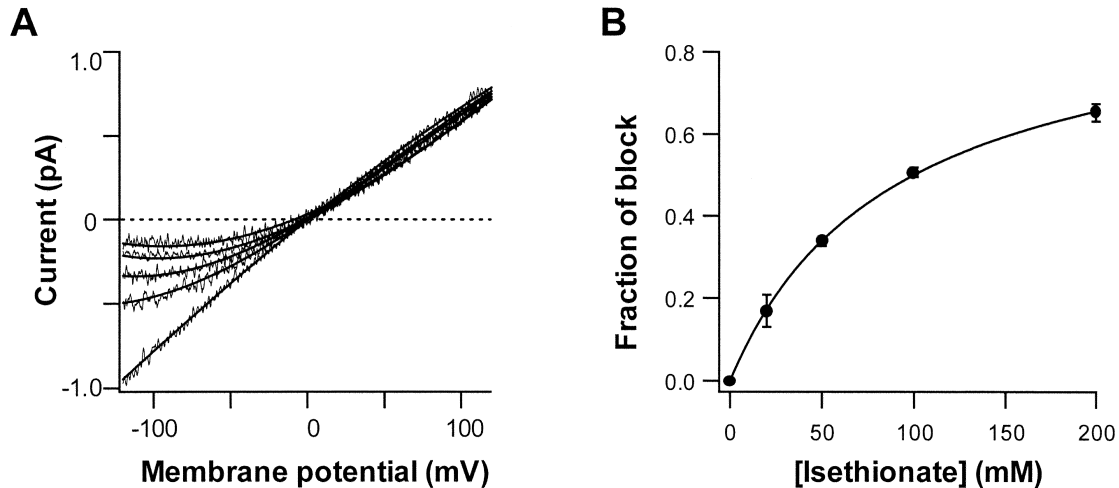 A
B
1.0
0
-1.0
Current (pA)
-100
0
100
Membrane potential (mV)
0.8
0.6
0.4
0.2
0.0
Fraction of block
0
50
100
150
200
[Isethionate] (mM)